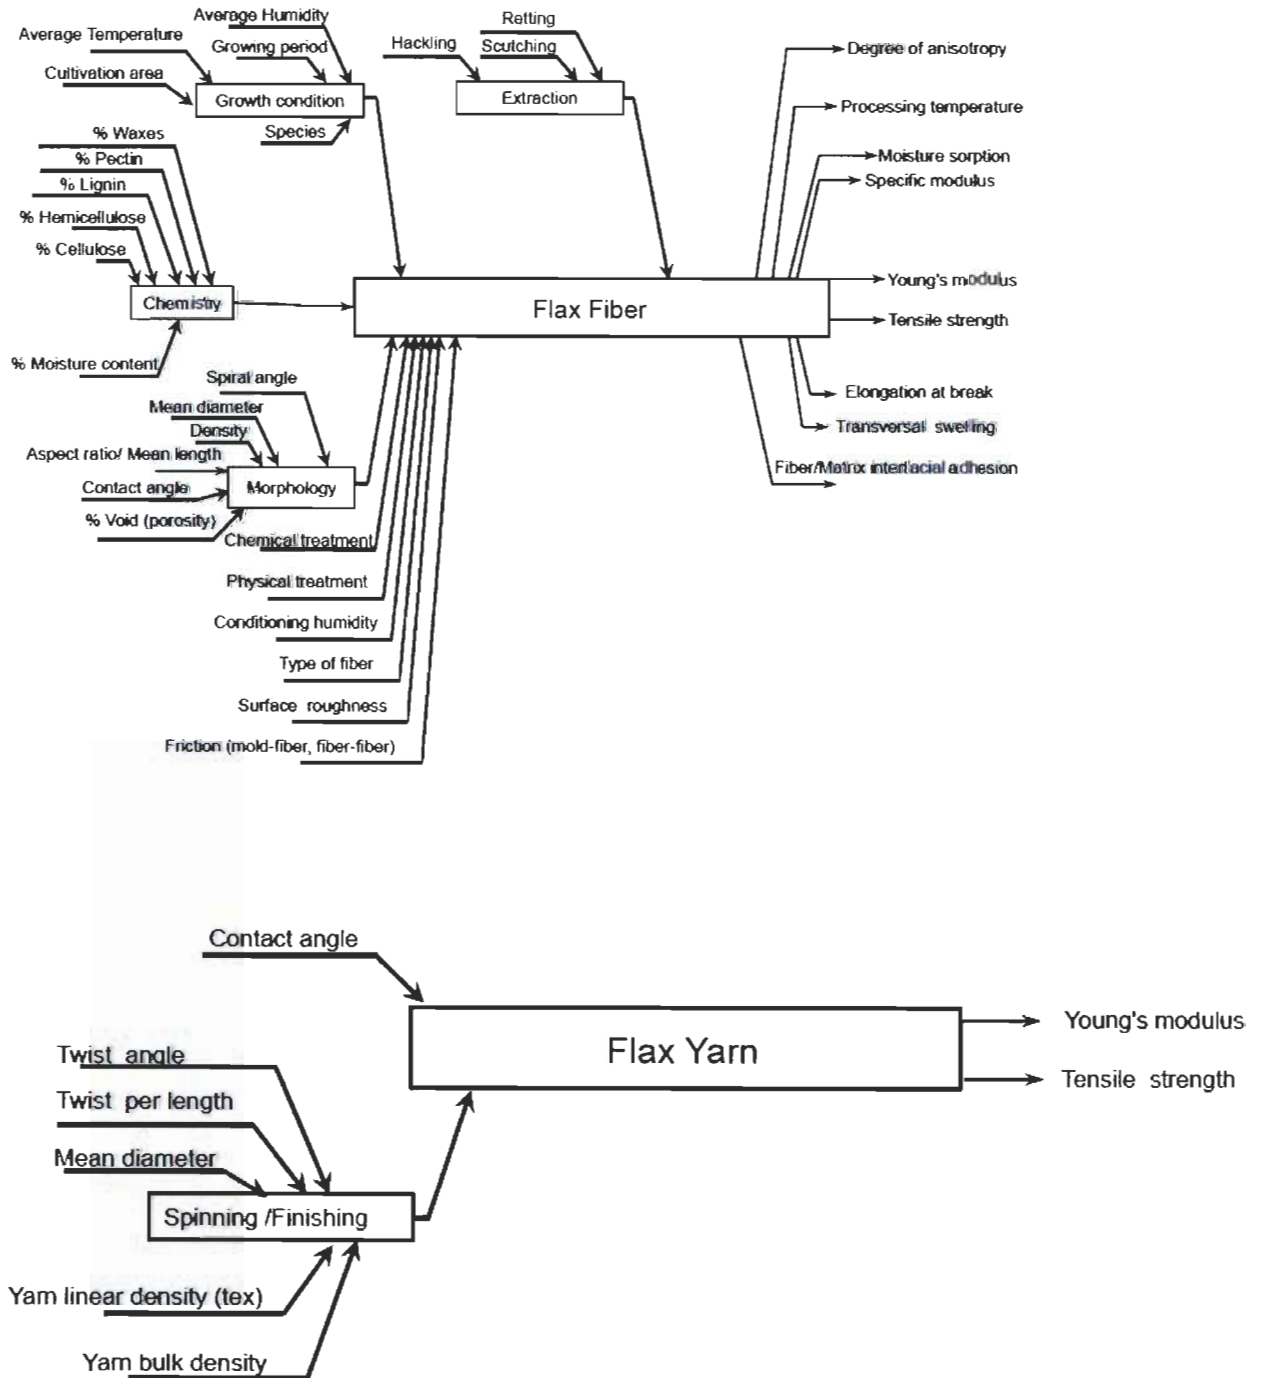 Average Humidity
Average Temperature
Growing period
Cultivation area
Growth condition
Species
Retting
Hackling
Scutching
Extraction
% Waxes
% Pectin
% Lignin
% Hemicellulose
% Cellulose
Chemistry
% Moisture content
Flax Fiber
Degree of anisotropy
Processing temperature
Moisture sorption
Specific modulus
Young's modulus
Tensile strength
Elongation at break
Transversal swelling
Fiber/Matrix interfacial adhesion
Spiral angle
Mean diameter
Density
Aspect ratio/ Mean length
Contact angle
Morphology
% Void (porosity)
Chemical treatment
Physical treatment
Conditioning humidity
Type of fiber
Surface roughness
Friction (mold-fiber, fiber-fiber)
Contact angle
Flax Yarn
Young's modulus
Tensile strength
Twist angle
Twist per length
Mean diameter
Spinning /Finishing
Yarn linear density (tex)
Yarn bulk density